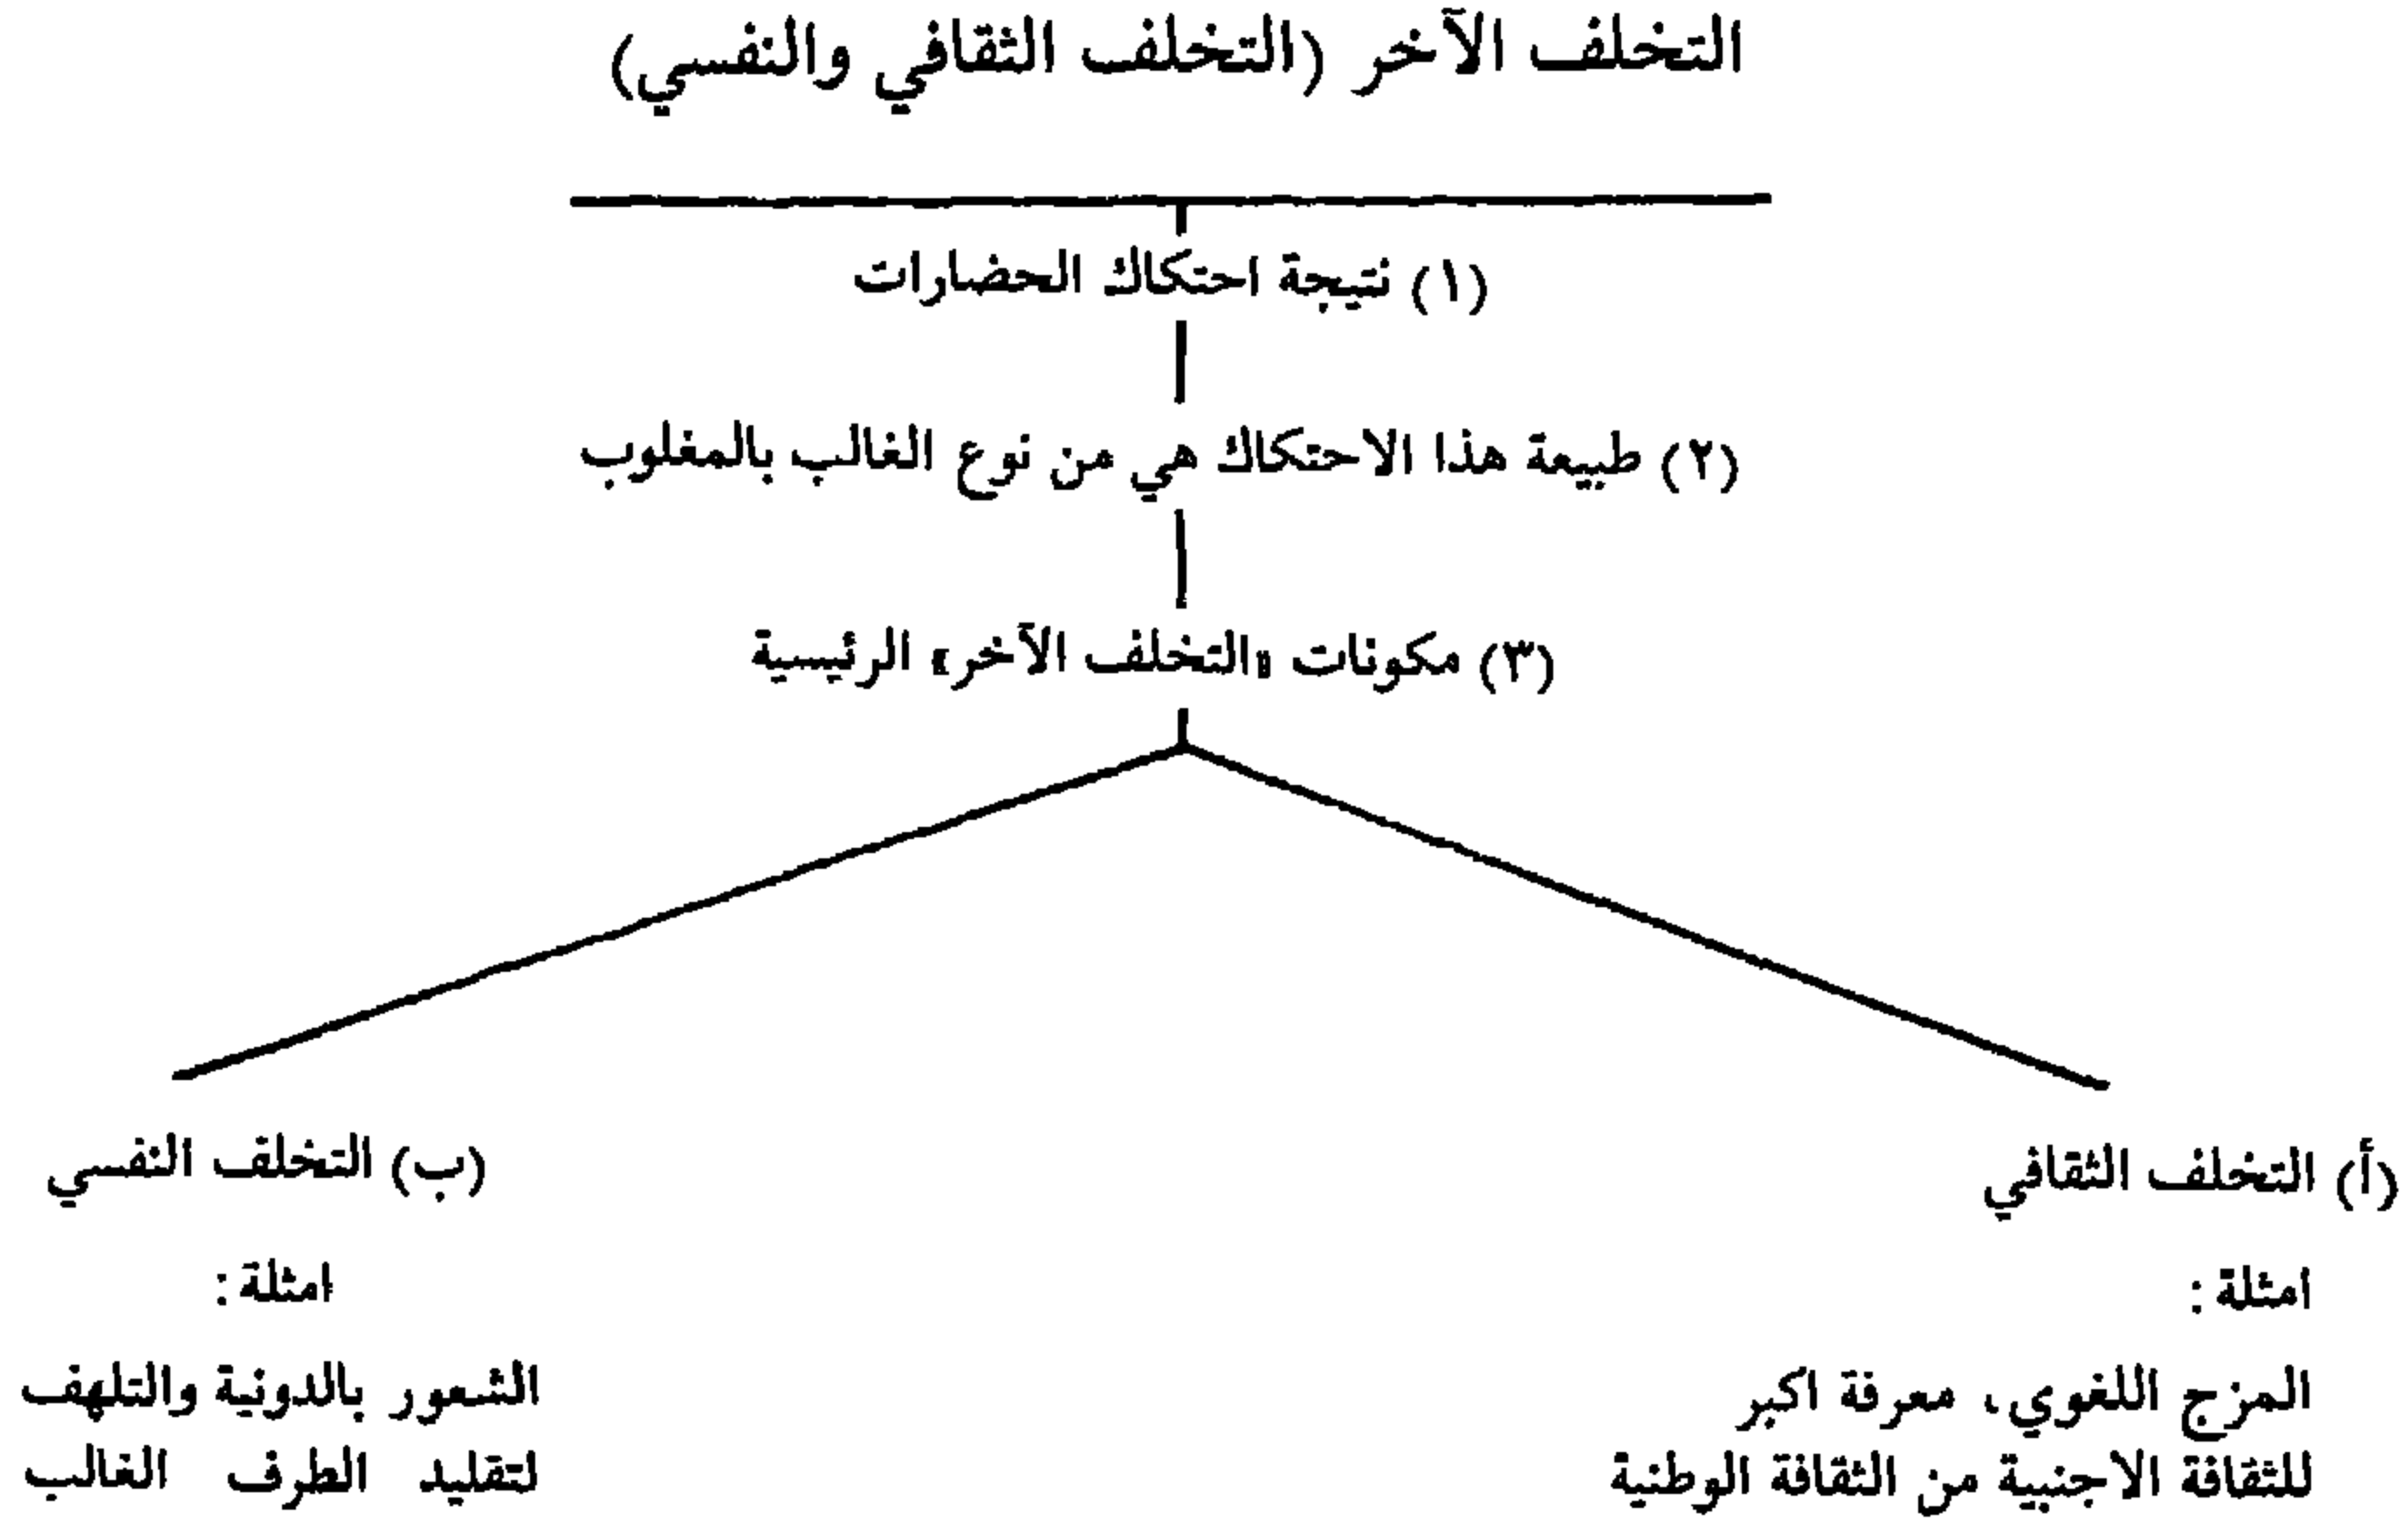 التخلف الآخر (التخلف الثقافي والنفسي)
(١) نتيجة احتكاك الحضارات
(٢) طبيعة هذا الاحتكاك هي من نوع الغالب بالمغلوب
(٣) مكونات «التخلف الآخر» الرئيسية
(أ) التخلف الثقافي
امثلة :
المزج اللغوي، معرفة اكبر
للثقافة الاجنبية من الثقافة الوطنية
(ب) التخلف النفسي
امثلة :
الشعور بالدونية والتلهف
لتقليد الطرف الغالب